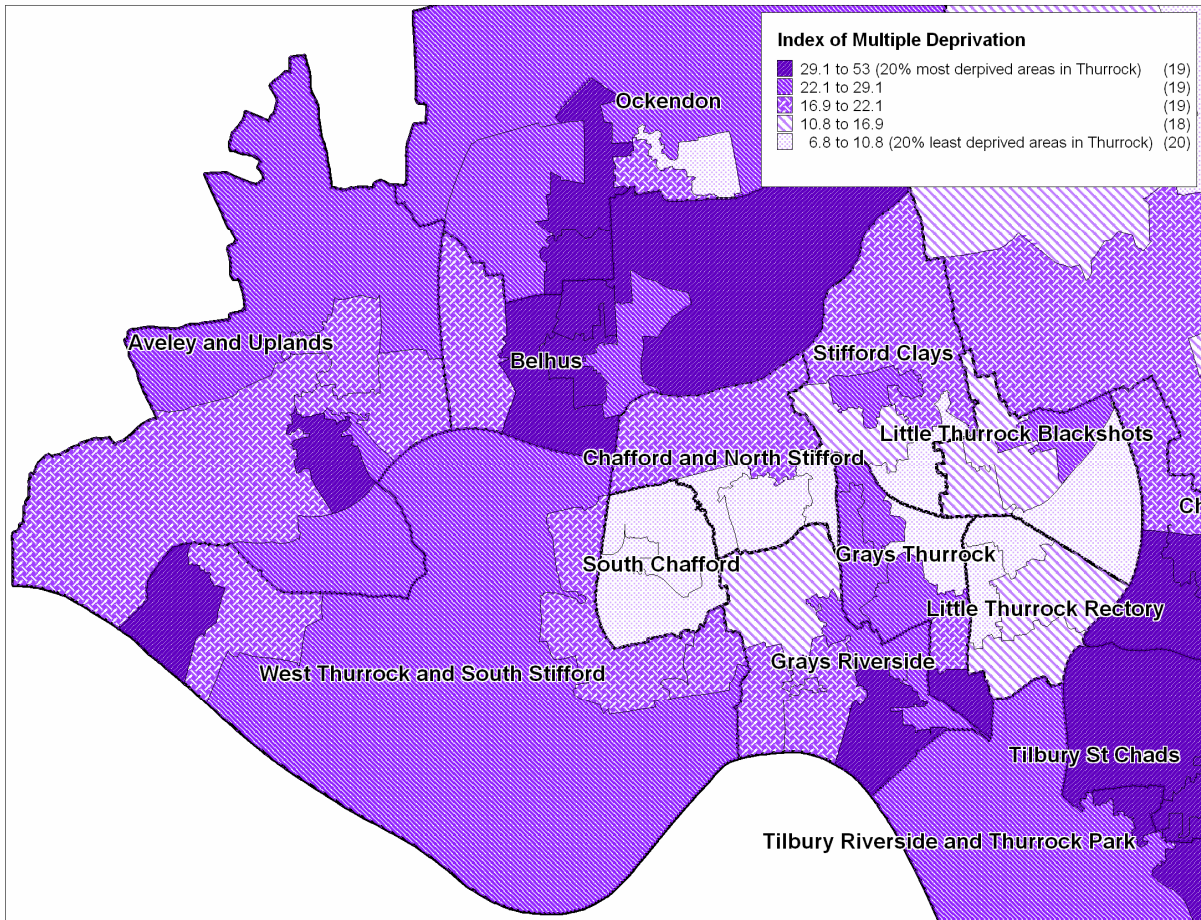 Index of Multiple Deprivation
29.1 to 53 (20% most derpived areas in Thurrock) (19)
22.1 to 29.1 (19)
16.9 to 22.1 (19)
10.8 to 16.9 (18)
6.8 to 10.8 (20% least deprived areas in Thurrock) (20)
Ockendon
Aveley and Uplands
Belhus
Stifford Clays
Little Thurrock Blackshots
Chafford and North Stifford
Ch
South Chafford
Grays Thurrock
Little Thurrock Rectory
West Thurrock and South Stifford
Grays Riverside
Tilbury St Chads
Tilbury Riverside and Thurrock Park